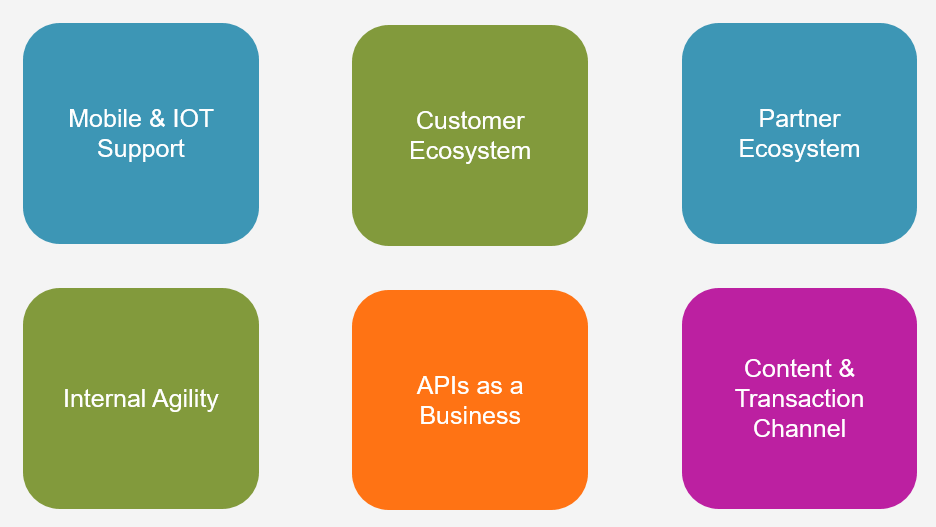 Mobile & IOT
Support
Customer
Ecosystem
Partner
Ecosystem
Internal Agility
APIs as a
Business
Content &
Transaction
Channel